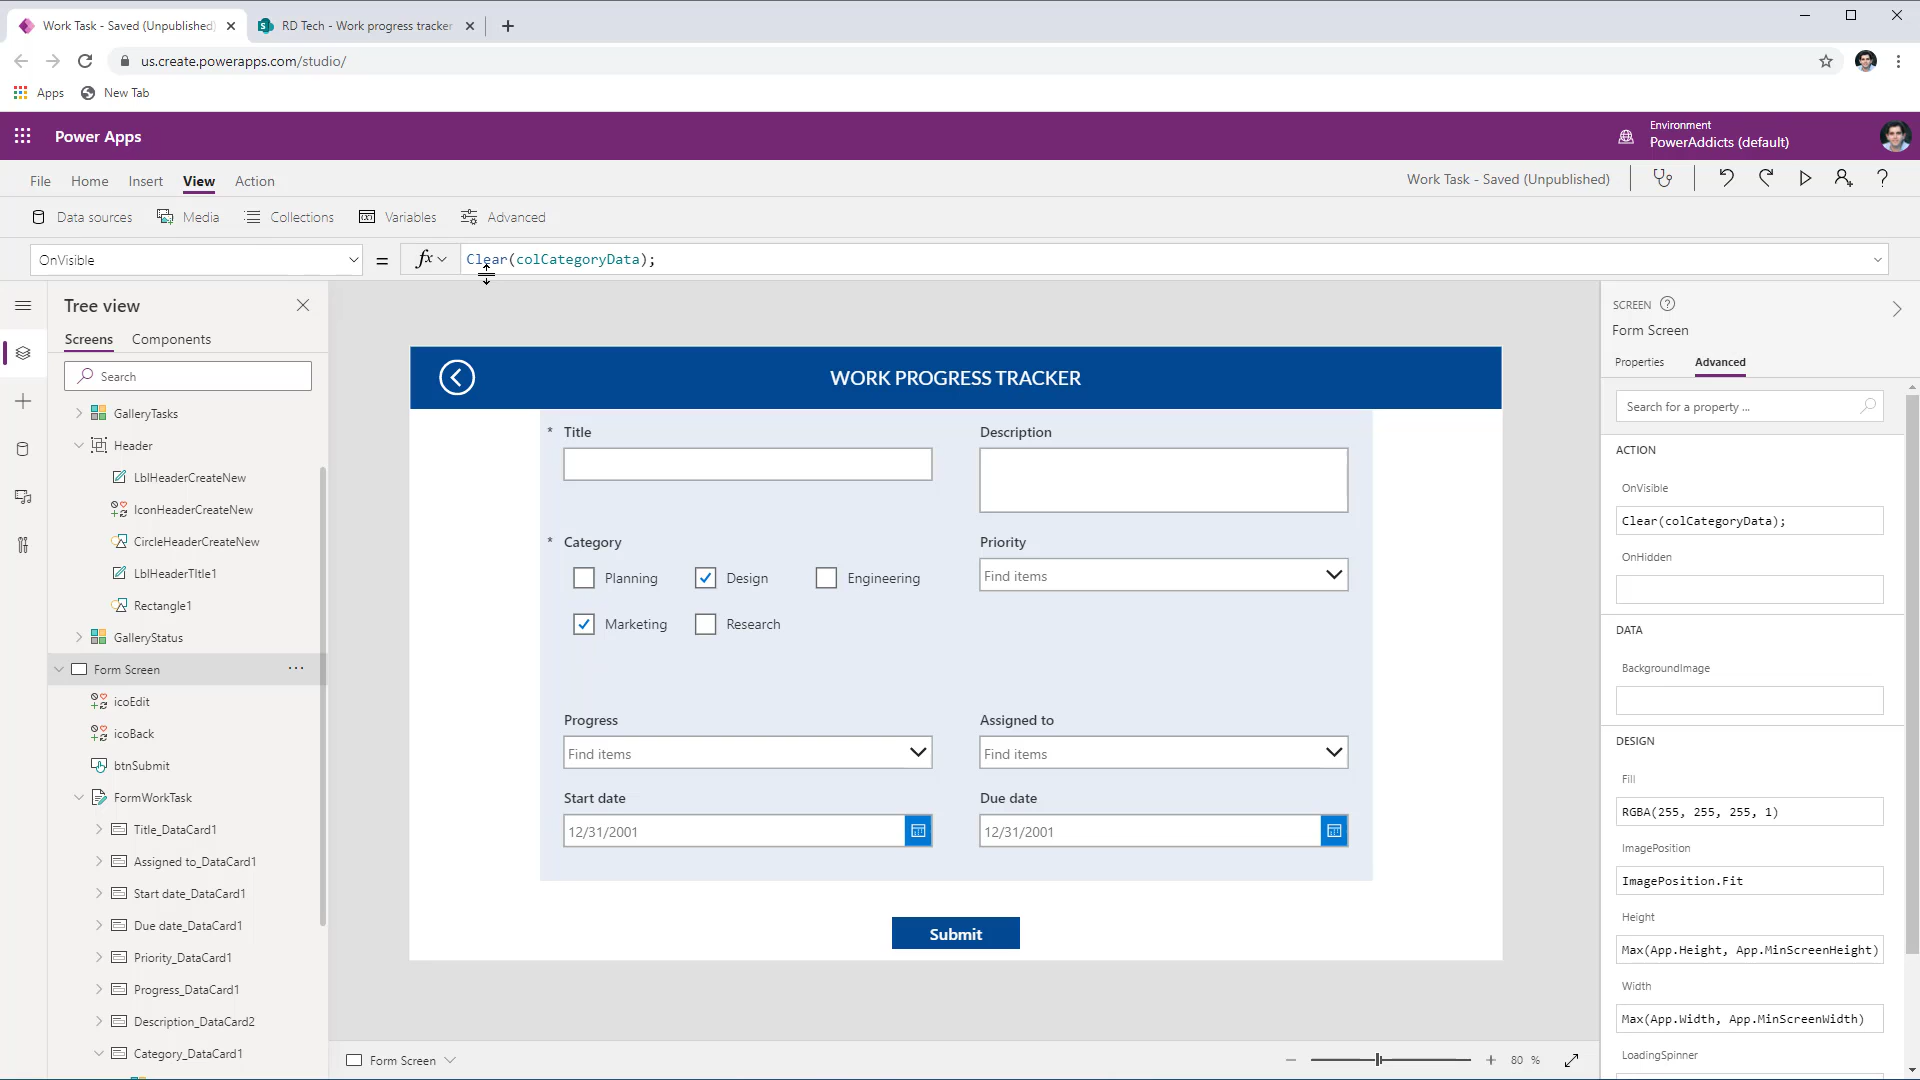 Work Task - Saved (Unpublished)
RD Tech - Work progress tracker
us.create.powerapps.com/studio/
Apps
New Tab
Power Apps
Environment
PowerAddicts (default)
File
Home
Insert
View
Action
Work Task - Saved (Unpublished)
Data sources
Media
Collections
Variables
Advanced
OnVisible
=
fx
Clear(colCategoryData);
Tree view
Screens
Components
Search
GalleryTasks
Header
LblHeaderCreateNew
IconHeaderCreateNew
CircleHeaderCreateNew
LblHeaderTItle1
Rectangle1
GalleryStatus
Form Screen
icoEdit
icoBack
btnSubmit
FormWorkTask
Title_DataCard1
Assigned to_DataCard1
Start date_DataCard1
Due date_DataCard1
Priority_DataCard1
Progress_DataCard1
Description_DataCard2
Category_DataCard1
WORK PROGRESS TRACKER
* Title
Description
* Category
Planning
Design
Engineering
Marketing
Research
Priority
Find items
Progress
Find items
Assigned to
Find items
Start date
12/31/2001
Due date
12/31/2001
Submit
Form Screen
80 %
SCREEN
Form Screen
Properties
Advanced
Search for a property ...
ACTION
OnVisible
Clear(colCategoryData);
OnHidden
DATA
BackgroundImage
DESIGN
Fill
RGBA(255, 255, 255, 1)
ImagePosition
ImagePosition.Fit
Height
Max(App.Height, App.MinScreenHeight)
Width
Max(App.Width, App.MinScreenWidth)
LoadingSpinner